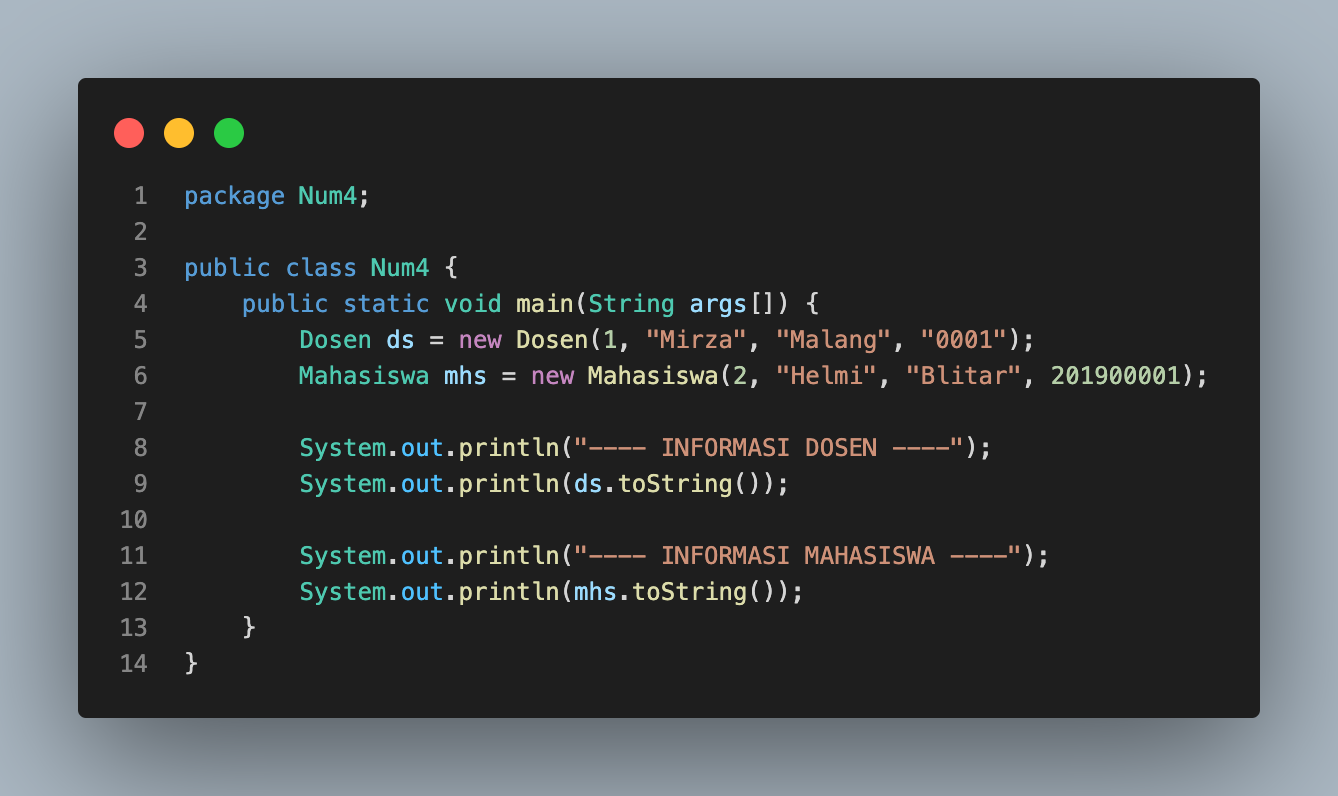 1 package Num4;
2
3 public class Num4 {
4     public static void main(String args[]) {
5         Dosen ds = new Dosen(1, "Mirza", "Malang", "0001");
6         Mahasiswa mhs = new Mahasiswa(2, "Helmi", "Blitar", 201900001);
7
8         System.out.println("---- INFORMASI DOSEN ----");
9         System.out.println(ds.toString());
10
11         System.out.println("---- INFORMASI MAHASISWA ----");
12         System.out.println(mhs.toString());
13     }
14 }